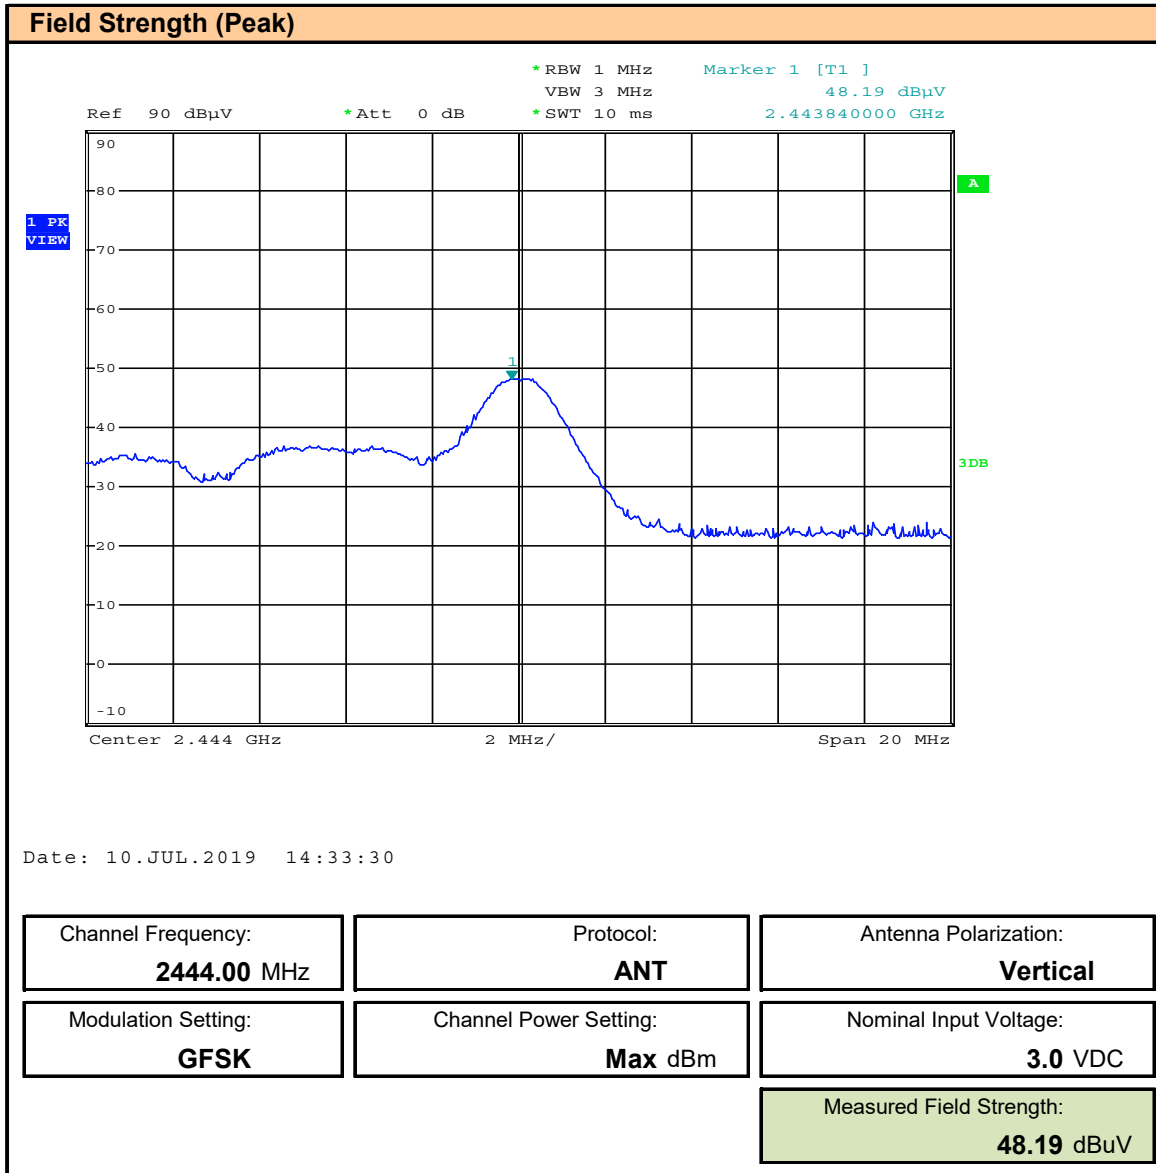 Field Strength (Peak)
*RBW 1 MHz Marker 1 [T1 ]
VBW 3 MHz 48.19 dBµV
Ref 90 dBµV *Att 0 dB *SWT 10 ms 2.443840000 GHz
90
80
A
1 PK
VIEW
70
60
50
1
40
3DB
30
20
10
0
-10
Center 2.444 GHz 2 MHz/ Span 20 MHz
Date: 10.JUL.2019 14:33:30
Channel Frequency: Protocol: Antenna Polarization:
2444.00 MHz ANT Vertical
Modulation Setting: Channel Power Setting: Nominal Input Voltage:
GFSK Max dBm 3.0 VDC
Measured Field Strength:
48.19 dBuV